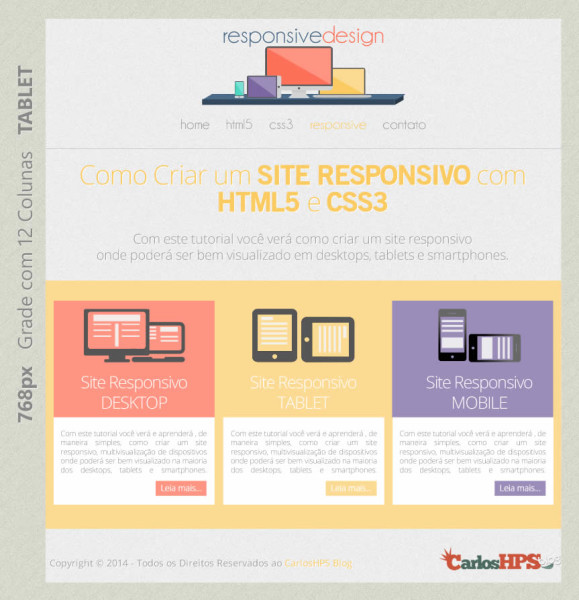 768px Grade com 12 Colunas TABLET
responsivedesign
home html5 css3 responsive contato
Como Criar um SITE RESPONSIVO com
HTML5 e CSS3
Com este tutorial você verá como criar um site responsivo
onde poderá ser bem visualizado em desktops, tablets e smartphones.
Site Responsivo
DESKTOP
Com este tutorial você verá e aprenderá , de
maneira simples, como criar um site
responsivo, multivisualização de dispositivos
onde poderá ser bem visualizado na maioria
dos desktops, tablets e smartphones.
Leia mais...
Site Responsivo
TABLET
Com este tutorial você verá e aprenderá , de
maneira simples, como criar um site
responsivo, multivisualização de dispositivos
onde poderá ser bem visualizado na maioria
dos desktops, tablets e smartphones.
Leia mais...
Site Responsivo
MOBILE
Com este tutorial você verá e aprenderá , de
maneira simples, como criar um site
responsivo, multivisualização de dispositivos
onde poderá ser bem visualizado na maioria
dos desktops, tablets e smartphones.
Leia mais...
Copyright © 2014 - Todos os Direitos Reservados ao CarlosHPS Blog
CarlosHPS